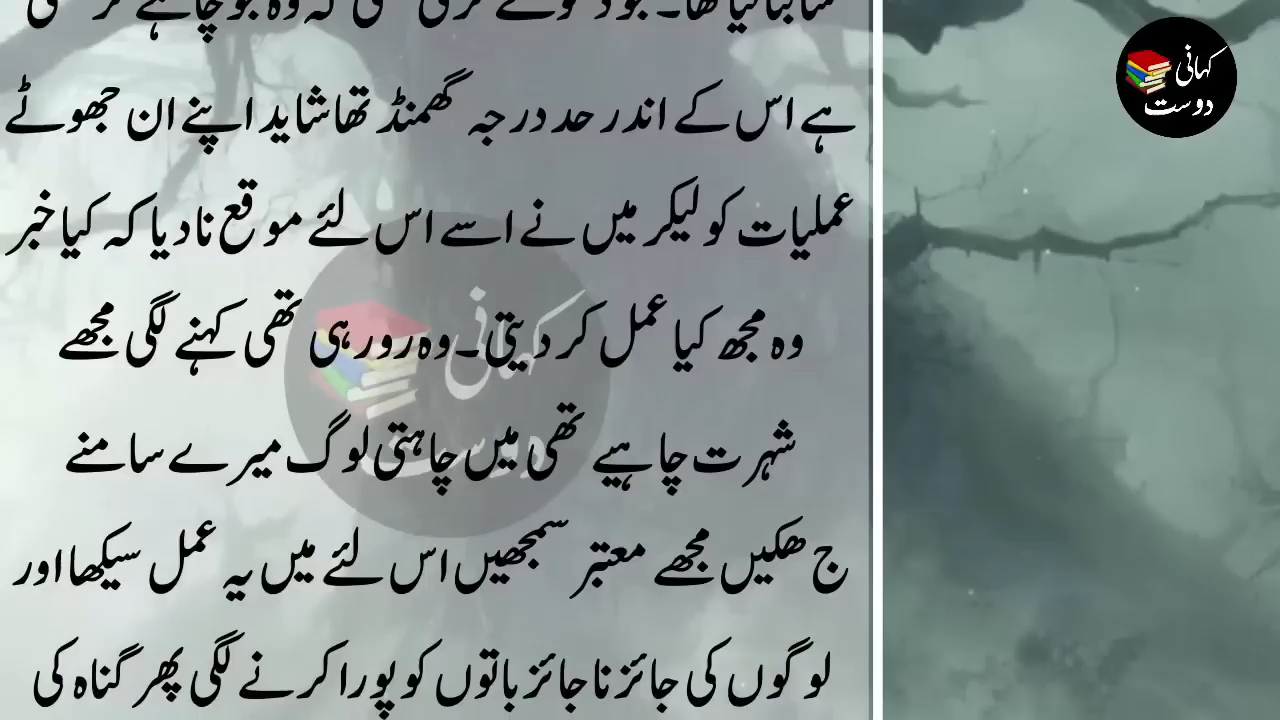 ہے اس کے اندر حد درجہ گھمنڈ تھا شاید اپنے ان جھوٹے
عملیات کو لیکر میں نے اسے اس لئے موقع نا دیا کہ کیا خبر
وہ مجھ کیا عمل کر دیتی۔ وہ رو رہی تھی کہنے لگی مجھے
شہرت چاہیے تھی میں چاہتی لوگ میرے سامنے
ج ھکیں مجھے معتبر سمجھیں اس لئے میں یہ عمل سیکھا اور
لوگوں کی جائز ناجائز باتوں کو پورا کرنے لگی پھر گناہ کی
کہانی
دوست
کہانی
دوست